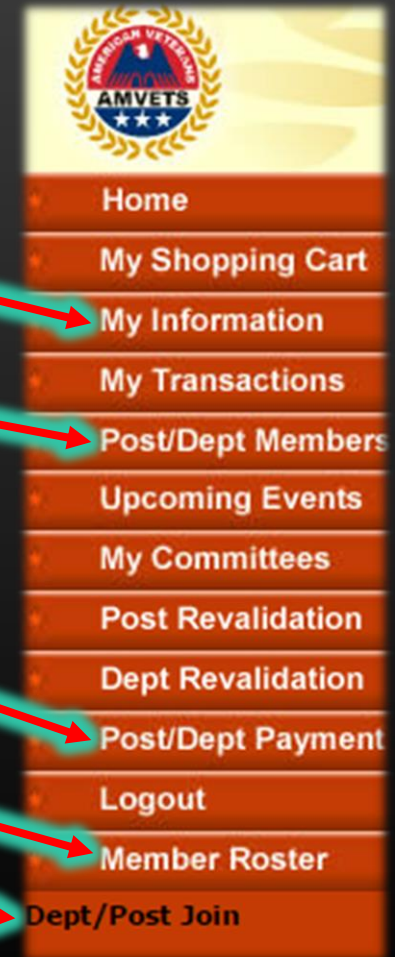 AMERICAN VETERANS
AMVETS
Home
My Shopping Cart
My Information
My Transactions
Post/Dept Members
Upcoming Events
My Committees
Post Revalidation
Dept Revalidation
Post/Dept Payment
Logout
Member Roster
Dept/Post Join